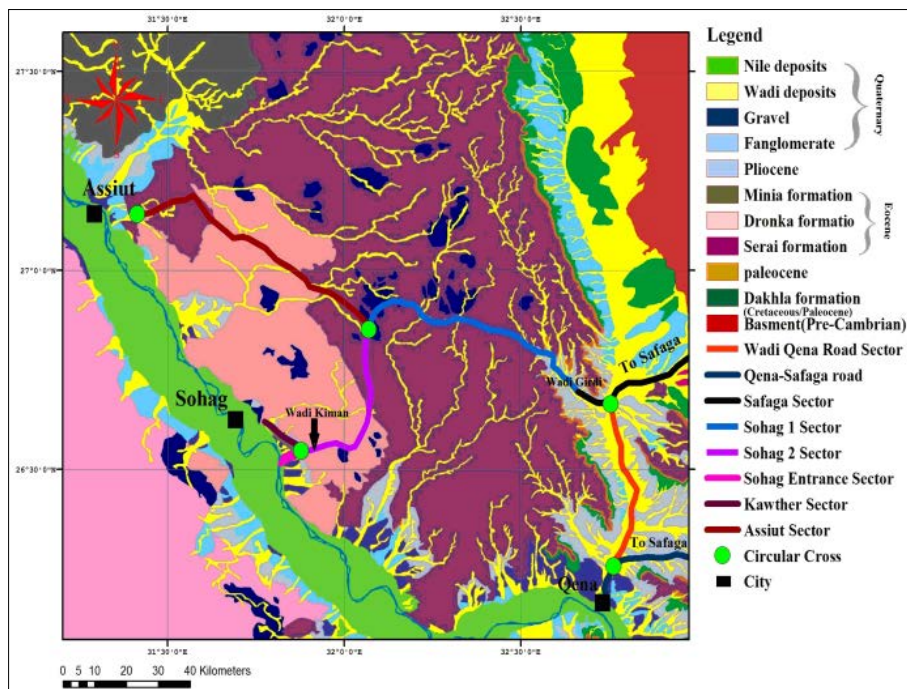 31°30'0"E
32°0'0"E
32°30'0"E
27°30'0"N
27°0'0"N
26°30'0"N
Assiut
Sohag
Wadi Kiman
Wadi Girdi
To Safaga
To Safaga
Qena
31°30'0"E
32°0'0"E
32°30'0"E
0 5 10 20 30 40 Kilometers
Legend
Nile deposits
Wadi deposits
Gravel
Fanglomerate
Quaternary
Pliocene
Minia formation
Dronka formatio
Serai formation
Eocene
paleocene
Dakhla formation
(Cretaceous/Paleocene)
Basment(Pre-Cambrian)
Wadi Qena Road Sector
Qena-Safaga road
Safaga Sector
Sohag 1 Sector
Sohag 2 Sector
Sohag Entrance Sector
Kawther Sector
Assiut Sector
Circular Cross
City